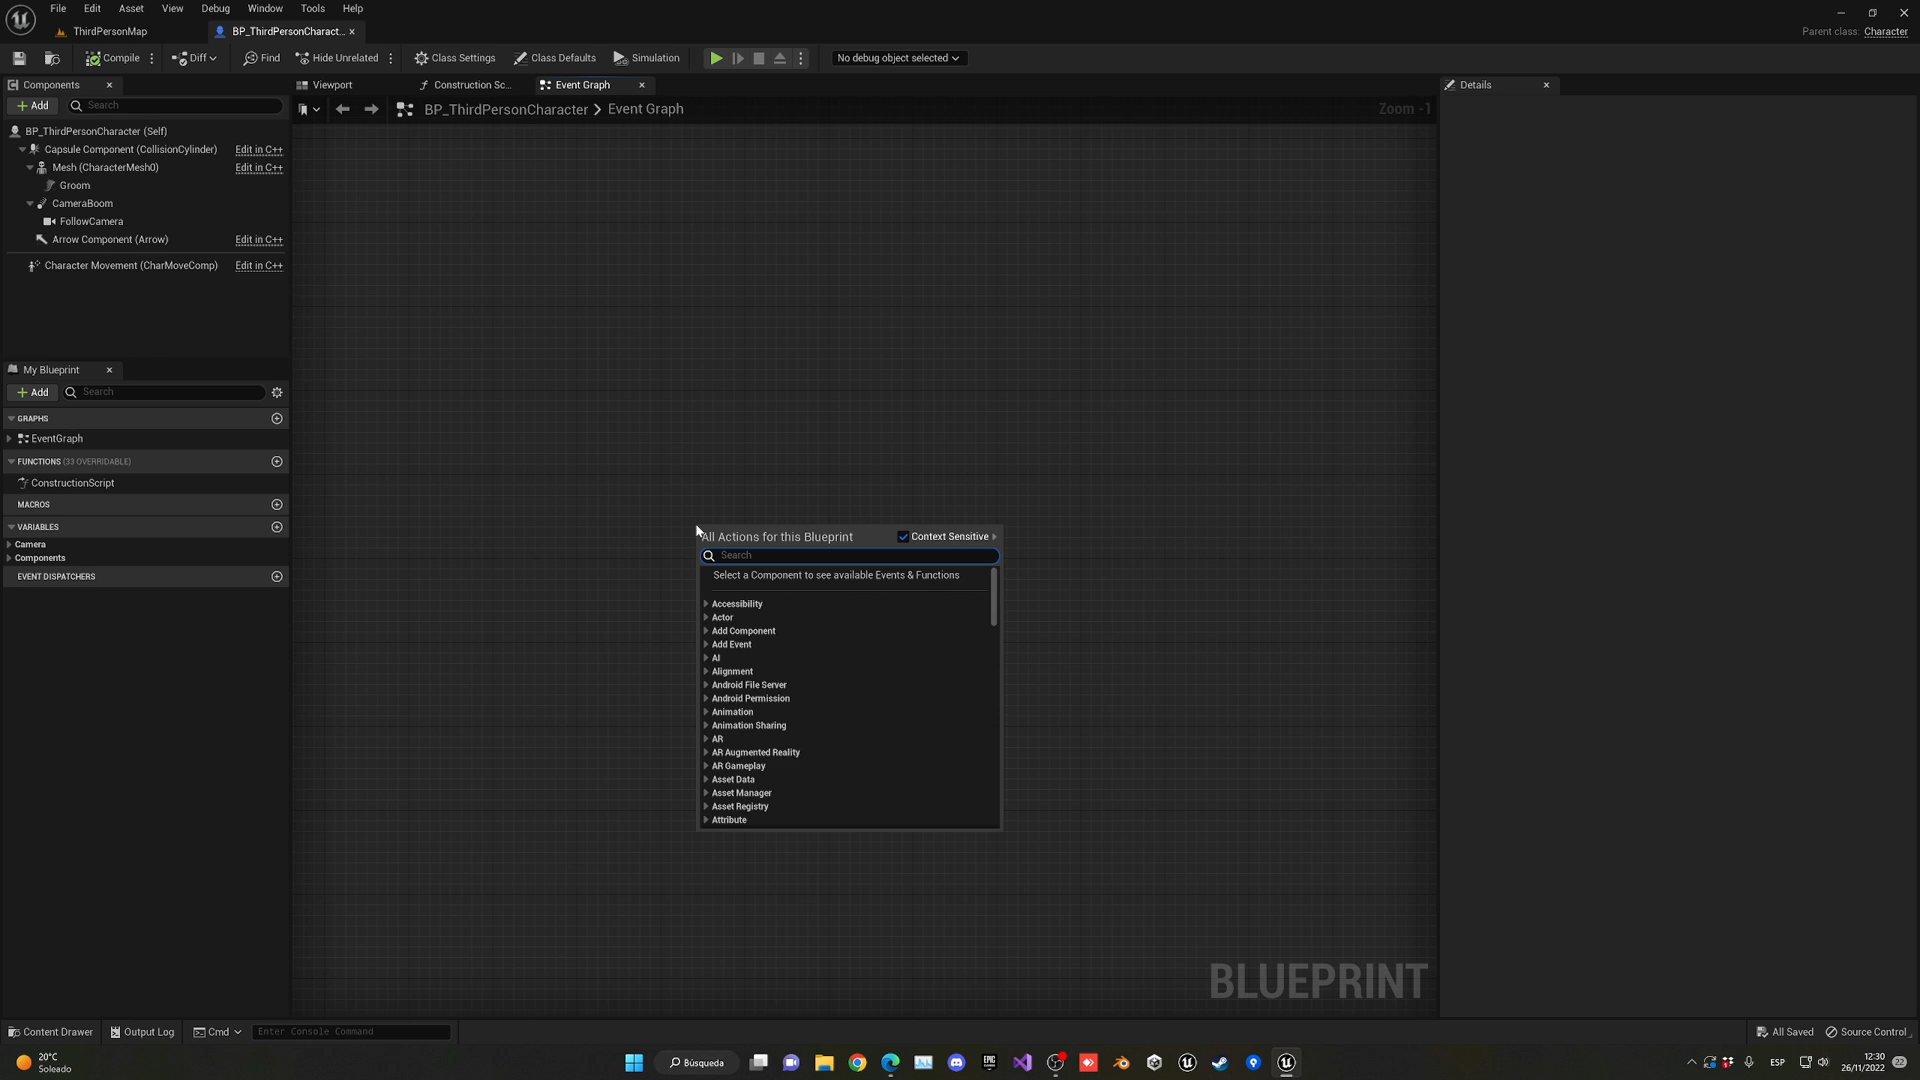 File Edit Asset View Window Debug Tools Help
ThirdPersonMap
BP_ThirdPersonCharact...
Parent class: Character
Compile
Diff
Find
Hide Unrelated
Class Settings
Class Defaults
Simulation
No debug object selected
Components
Add
Search
BP_ThirdPersonCharacter (Self)
Capsule Component (CollisionCylinder) Edit in C++
Mesh (CharacterMesh0) Edit in C++
Groom
CameraBoom
FollowCamera
Arrow Component (Arrow) Edit in C++
Character Movement (CharMoveComp) Edit in C++
My Blueprint
Add
Search
GRAPHS
EventGraph
FUNCTIONS (33 OVERRIDABLE)
ConstructionScript
MACROS
VARIABLES
Camera
Components
EVENT DISPATCHERS
Viewport
Construction Sc...
Event Graph
BP_ThirdPersonCharacter > Event Graph
Zoom -1
All Actions for this Blueprint
Context Sensitive
Search
Select a Component to see available Events & Functions
Accessibility
Actor
Add Component
Add Event
AI
Alignment
Android File Server
Android Permission
Animation
Animation Sharing
AR
AR Augmented Reality
AR Gameplay
Asset Data
Asset Manager
Asset Registry
Attribute
BLUEPRINT
Details
Content Drawer
Output Log
Cmd
Enter Console Command
All Saved
Source Control
20°C
Soleado
Búsqueda
EPIC
ESP
12:30
26/11/2022
22